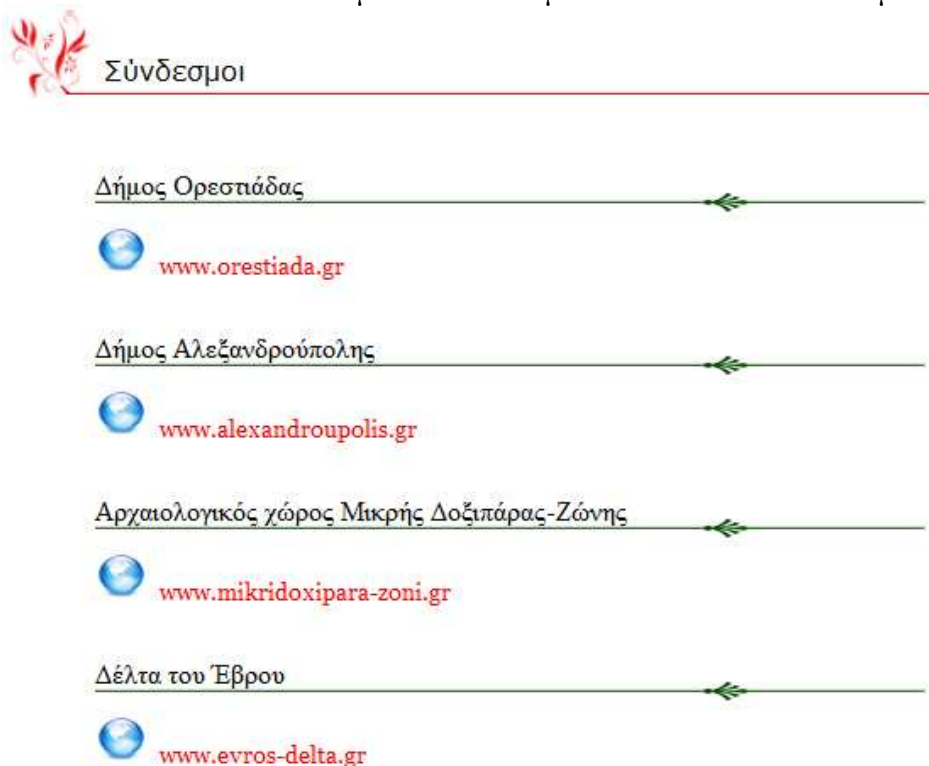 Σύνδεσμοι
Δήμος Ορεστιάδας
www.orestiada.gr
Δήμος Αλεξανδρούπολης
www.alexandroupolis.gr
Αρχαιολογικός χώρος Μικρής Δοξιπάρας-Ζώνης
www.mikridoxipara-zoni.gr
Δέλτα του Έβρου
www.evros-delta.gr